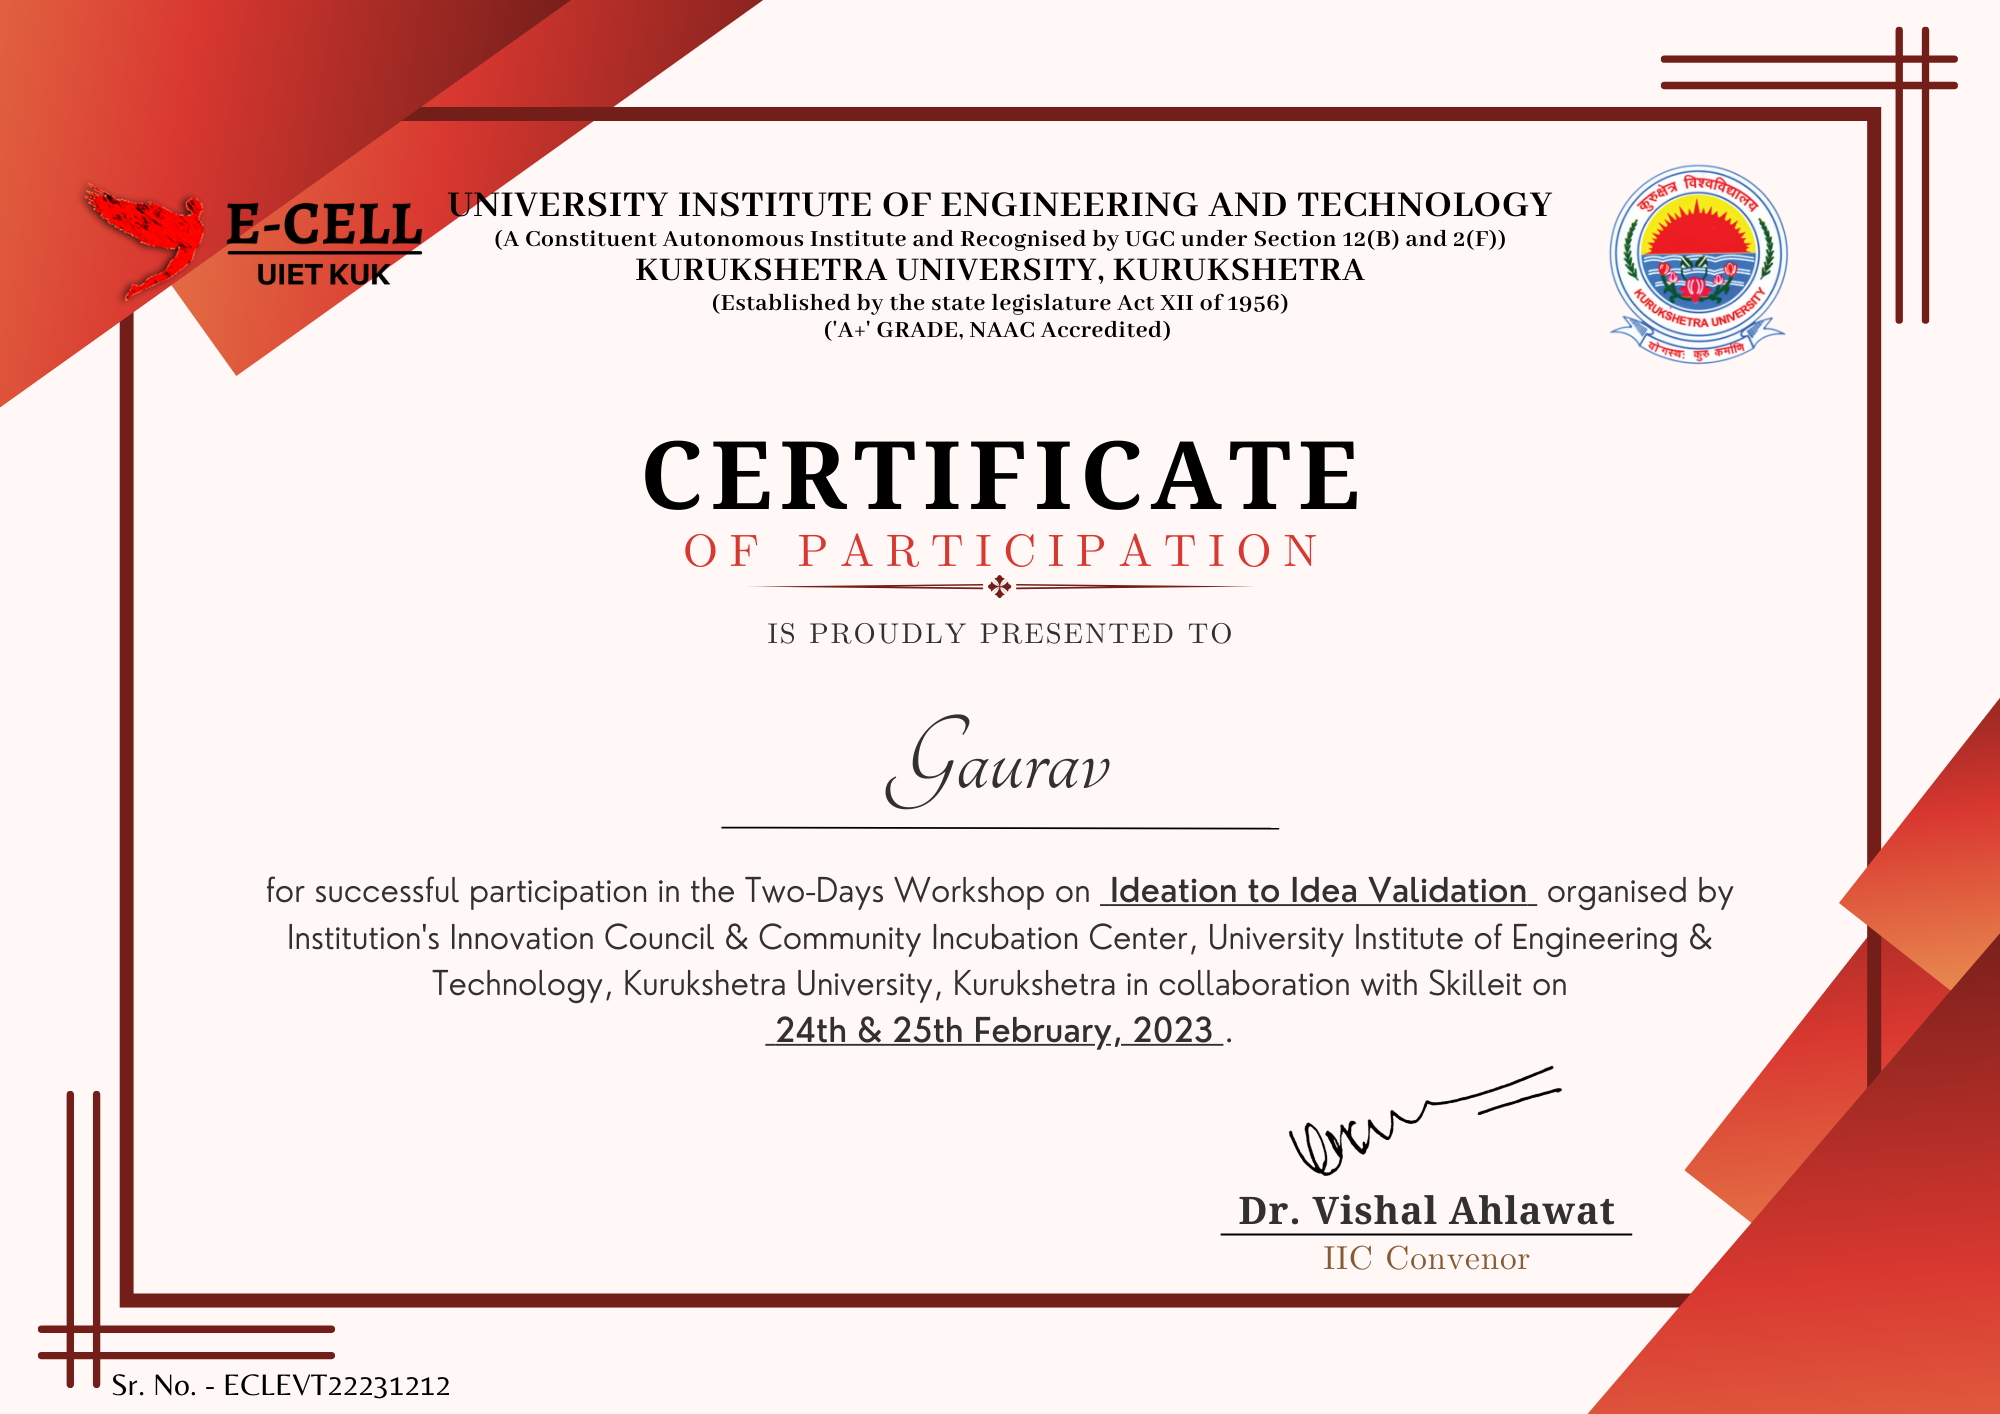 E-CELL
UIET KUK
UNIVERSITY INSTITUTE OF ENGINEERING AND TECHNOLOGY
(A Constituent Autonomous Institute and Recognised by UGC under Section 12(B) and 2(F))
KURUKSHETRA UNIVERSITY, KURUKSHETRA
(Established by the state legislature Act XII of 1956)
('A+' GRADE, NAAC Accredited)
कुरुक्षेत्र विश्वविद्यालय
KURUKSHETRA UNIVERSITY
योगस्थः कुरु कर्माणि
CERTIFICATE
OF PARTICIPATION
IS PROUDLY PRESENTED TO
Gaurav
for successful participation in the Two-Days Workshop on Ideation to Idea Validation organised by
Institution's Innovation Council & Community Incubation Center, University Institute of Engineering &
Technology, Kurukshetra University, Kurukshetra in collaboration with Skilleit on
24th & 25th February, 2023 .
Dr. Vishal Ahlawat
IIC Convenor
Sr. No. - ECLEVT22231212